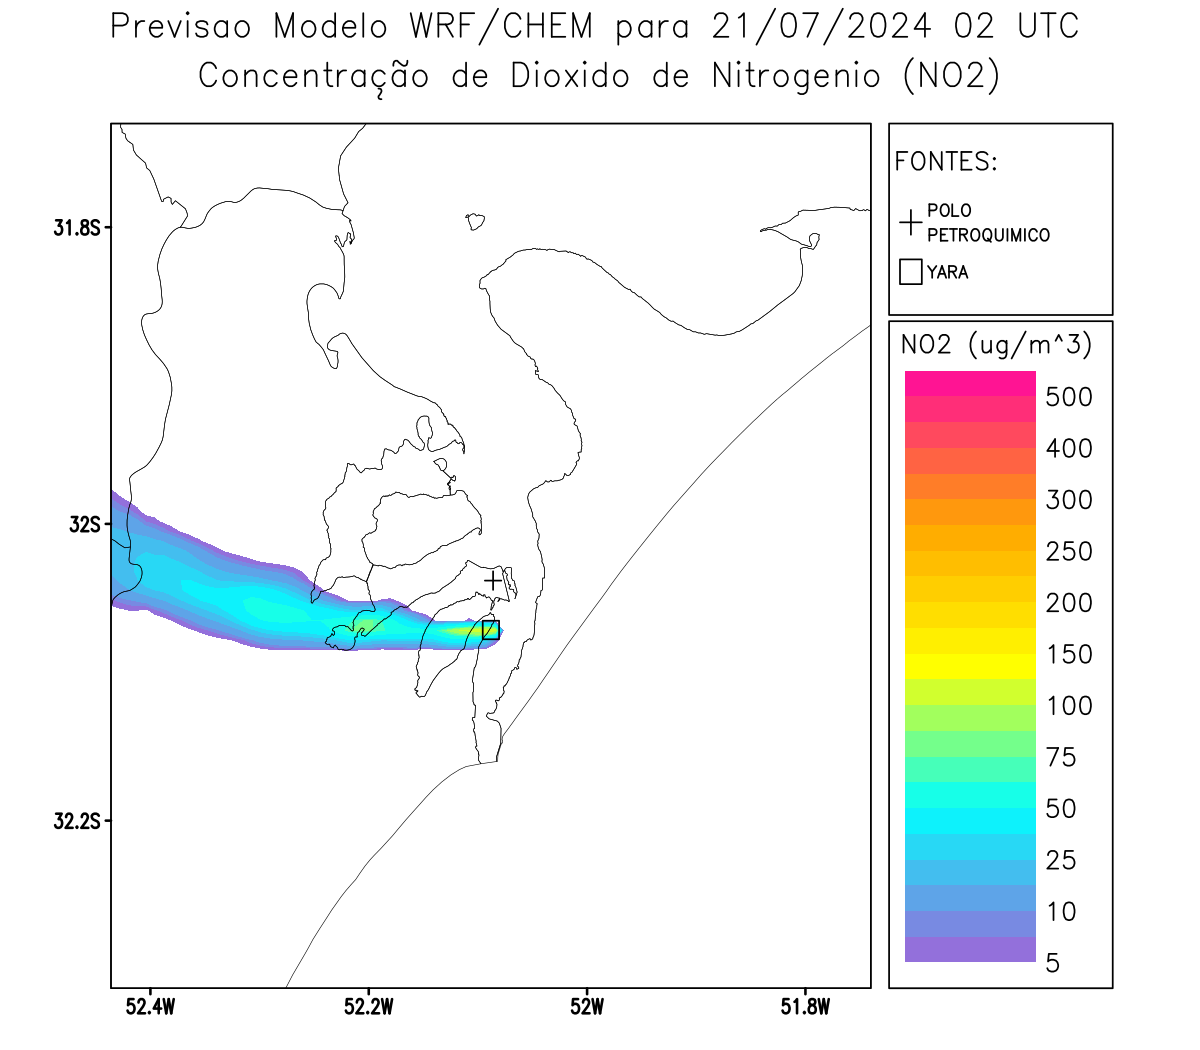 Previsao Modelo WRF/CHEM para 21/07/2024 02 UTC
Concentração de Dioxido de Nitrogenio (NO2)
FONTES:
POLO
PETROQUIMICO
YARA
NO2 (ug/m^3)
500
400
300
250
200
150
100
75
50
25
10
5
31.8S
32S
32.2S
52.4W
52.2W
52W
51.8W